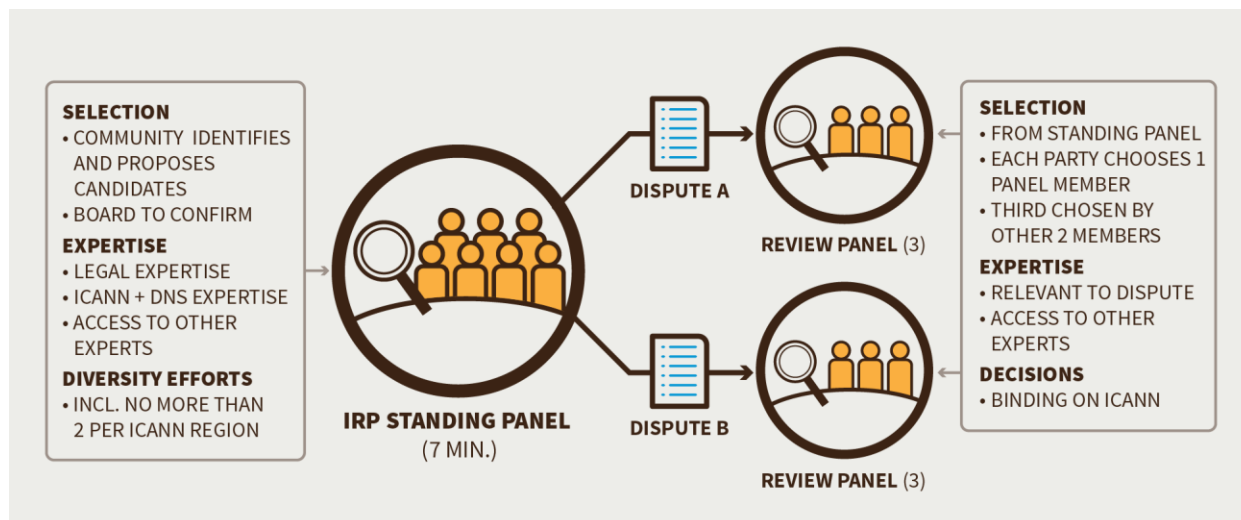 SELECTION
• COMMUNITY IDENTIFIES
AND PROPOSES
CANDIDATES
• BOARD TO CONFIRM
EXPERTISE
• LEGAL EXPERTISE
• ICANN + DNS EXPERTISE
• ACCESS TO OTHER
EXPERTS
DIVERSITY EFFORTS
• INCL. NO MORE THAN
2 PER ICANN REGION
IRP STANDING PANEL
(7 MIN.)
DISPUTE A
REVIEW PANEL (3)
DISPUTE B
REVIEW PANEL (3)
SELECTION
• FROM STANDING PANEL
• EACH PARTY CHOOSES 1
PANEL MEMBER
• THIRD CHOSEN BY
OTHER 2 MEMBERS
EXPERTISE
• RELEVANT TO DISPUTE
• ACCESS TO OTHER
EXPERTS
DECISIONS
• BINDING ON ICANN